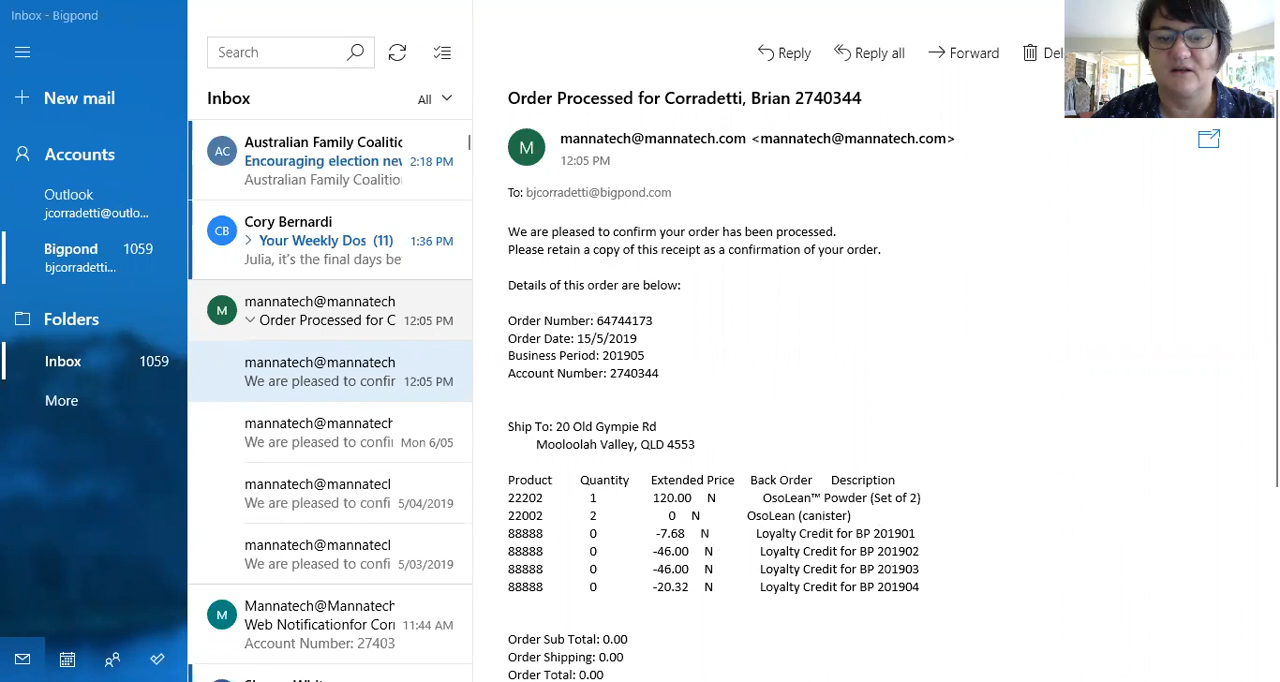 Inbox - Bigpond
New mail
Accounts
Outlook
jcorradetti@outlo...
Bigpond 1059
bjcorradetti...
Folders
Inbox 1059
More
Search
Inbox
All
AC
Australian Family Coalitic
Encouraging election nev 2:18 PM
Australian Family Coalitio
CB
Cory Bernardi
Your Weekly Dos (11) 1:36 PM
Julia, it's the final days be
M
mannatech@mannatech
Order Processed for C 12:05 PM
mannatech@mannatech
We are pleased to confir 12:05 PM
mannatech@mannatech
We are pleased to confi Mon 6/05
mannatech@mannatecl
We are pleased to confi 5/04/2019
mannatech@mannatecl
We are pleased to confi 5/03/2019
M
Mannatech@Mannatech
Web Notificationfor Con 11:44 AM
Account Number: 27403
Reply
Reply all
Forward
Del
Order Processed for Corradetti, Brian 2740344
M
mannatech@mannatech.com <mannatech@mannatech.com>
12:05 PM
To: bjcorradetti@bigpond.com
We are pleased to confirm your order has been processed.
Please retain a copy of this receipt as a confirmation of your order.
Details of this order are below:
Order Number: 64744173
Order Date: 15/5/2019
Business Period: 201905
Account Number: 2740344
Ship To: 20 Old Gympie Rd
Mooloolah Valley, QLD 4553
Product Quantity Extended Price Back Order Description
22202 1 120.00 N OsoLean™ Powder (Set of 2)
22002 2 0 N OsoLean (canister)
88888 0 -7.68 N Loyalty Credit for BP 201901
88888 0 -46.00 N Loyalty Credit for BP 201902
88888 0 -46.00 N Loyalty Credit for BP 201903
88888 0 -20.32 N Loyalty Credit for BP 201904
Order Sub Total: 0.00
Order Shipping: 0.00
Order Total: 0.00